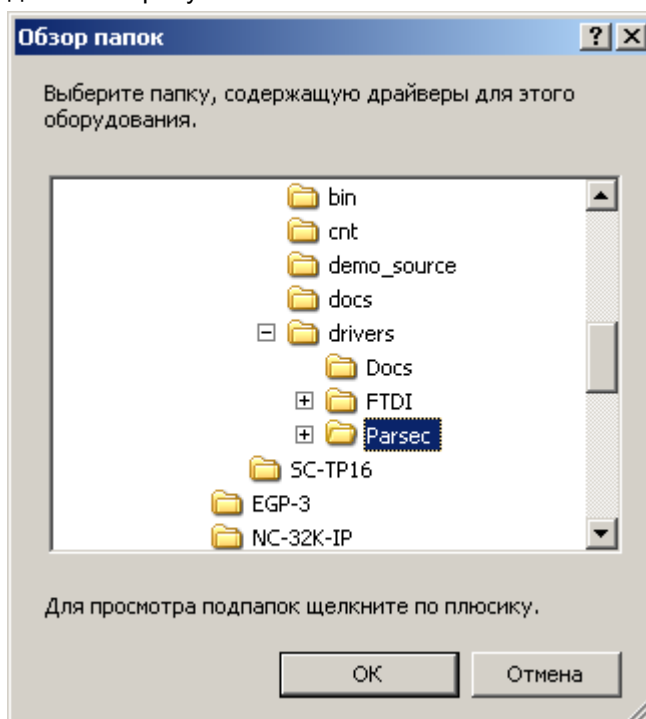 Обзор папок
Выберите папку, содержащую драйверы для этого
оборудования.
bin
cnt
demo_source
docs
drivers
Docs
FTDI
Parsec
SC-TP16
EGP-3
NC-32K-IP
Для просмотра подпапок щелкните по плюсику.
ОК
Отмена